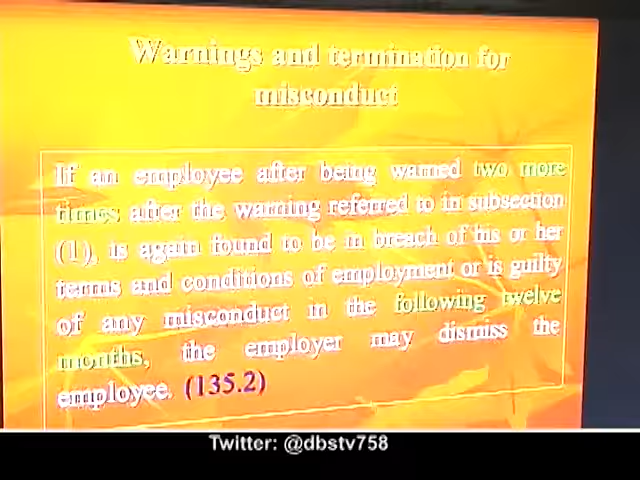 Warnings and termination for
misconduct
If an employee after being warned two more
times after the warning referred to in subsection
(1), is again found to be in breach of his or her
terms and conditions of employment or is guilty
of any misconduct in the following twelve
months, the employer may dismiss the
employee. (135.2)
Twitter: @dbstv758